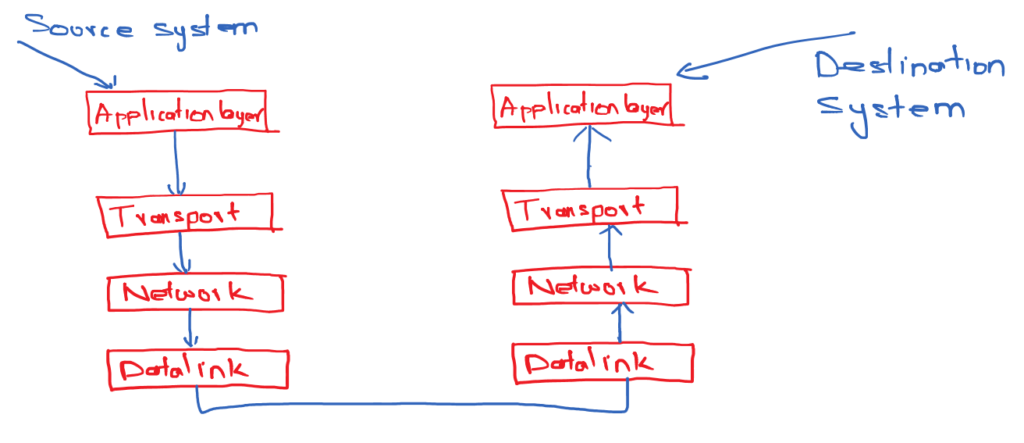 Source system
Application layer
Transport
Network
Datalink
Destination
system
Application layer
Transport
Network
Datalink